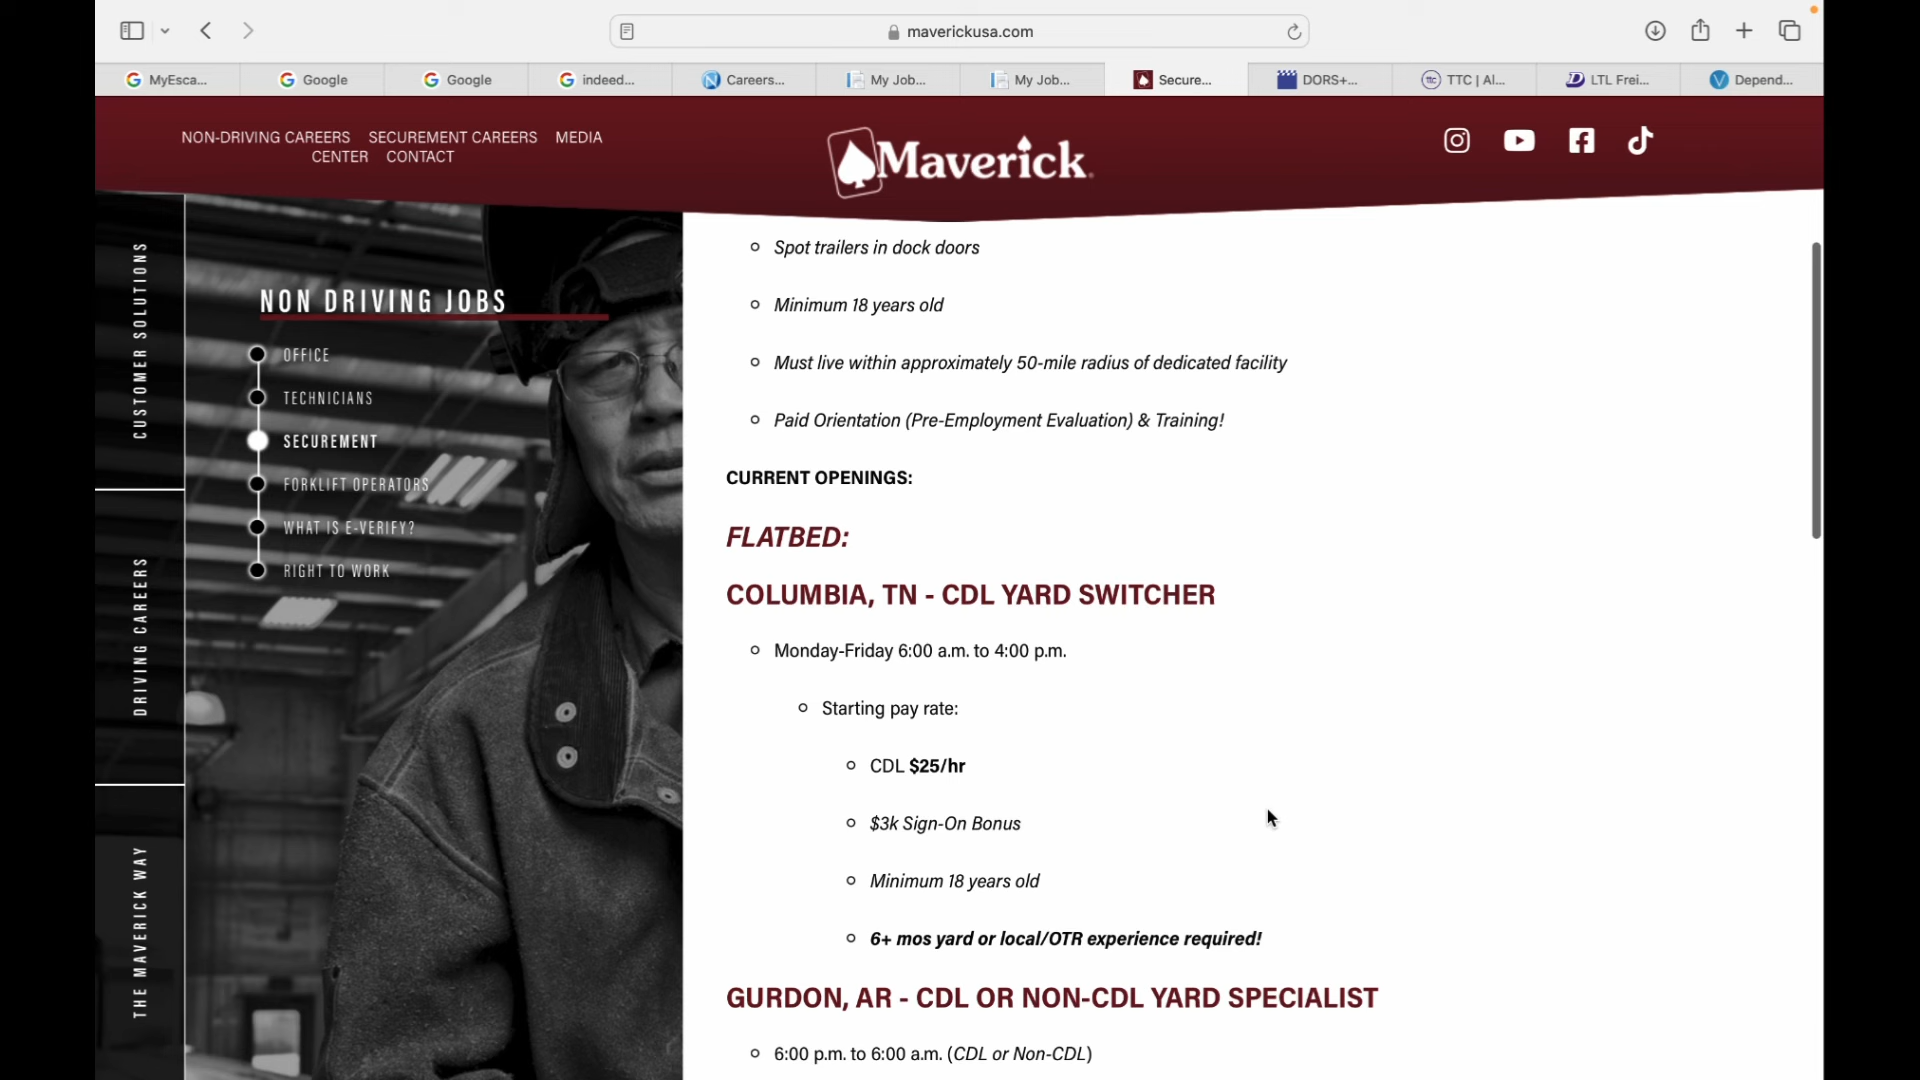 maverickusa.com
MyEsca...
Google
Google
indeed...
Careers...
My Job...
My Job...
Secure...
DORS+...
TTC | Al...
LTL Frei...
Depend...
NON-DRIVING CAREERS SECUREMENT CAREERS MEDIA
CENTER CONTACT
Maverick
CUSTOMER SOLUTIONS
DRIVING CAREERS
THE MAVERICK WAY
NON DRIVING JOBS
OFFICE
TECHNICIANS
SECUREMENT
FORKLIFT OPERATORS
WHAT IS E-VERIFY?
RIGHT TO WORK
Spot trailers in dock doors
Minimum 18 years old
Must live within approximately 50-mile radius of dedicated facility
Paid Orientation (Pre-Employment Evaluation) & Training!
CURRENT OPENINGS:
FLATBED:
COLUMBIA, TN - CDL YARD SWITCHER
Monday-Friday 6:00 a.m. to 4:00 p.m.
Starting pay rate:
CDL $25/hr
$3k Sign-On Bonus
Minimum 18 years old
6+ mos yard or local/OTR experience required!
GURDON, AR - CDL OR NON-CDL YARD SPECIALIST
6:00 p.m. to 6:00 a.m. (CDL or Non-CDL)